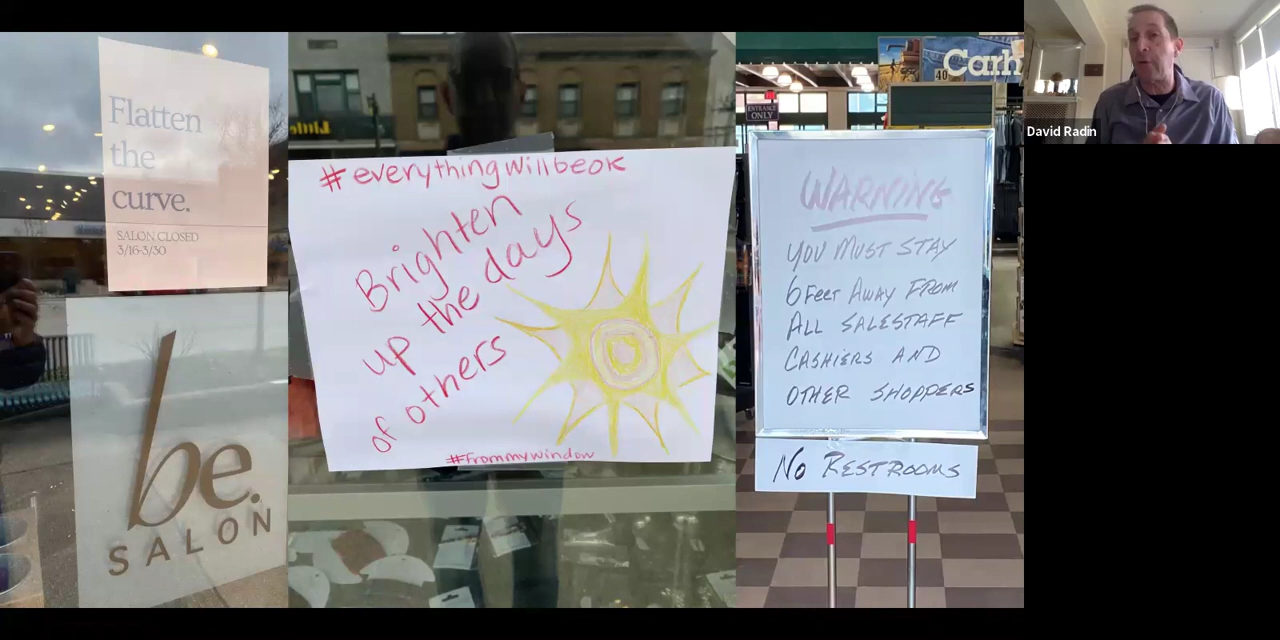 Flatten
the
curve.
SALON CLOSED
3/16-3/30
be.
SALON
#everythingwillbeok
Brighten
up the days
of others
#frommywindow
Carh
40
ENTRANCE
ONLY
WARNING
YOU MUST STAY
6 FEET AWAY FROM
ALL SALESTAFF
CASHIERS AND
OTHER SHOPPERS
NO RESTROOMS
David Radin